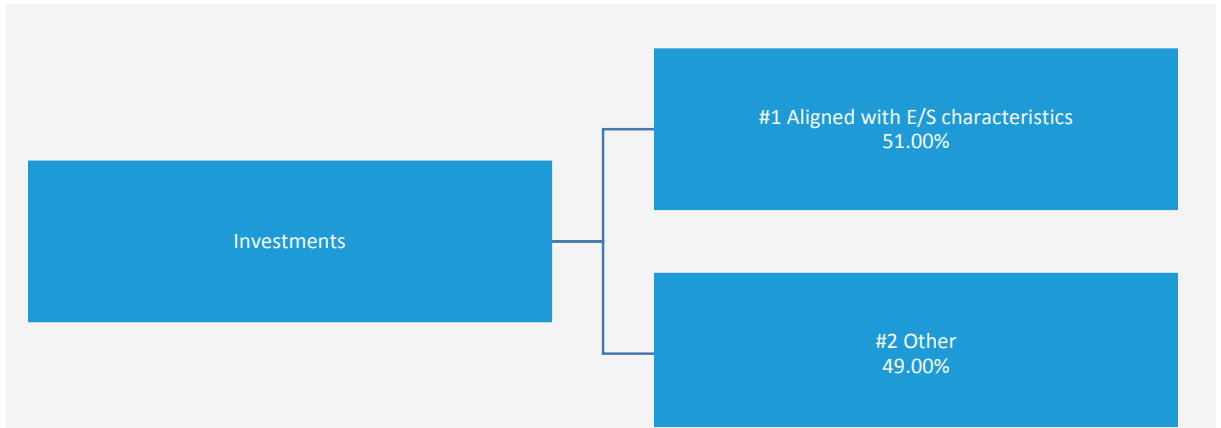 Investments
#1 Aligned with E/S characteristics
51.00%
#2 Other
49.00%